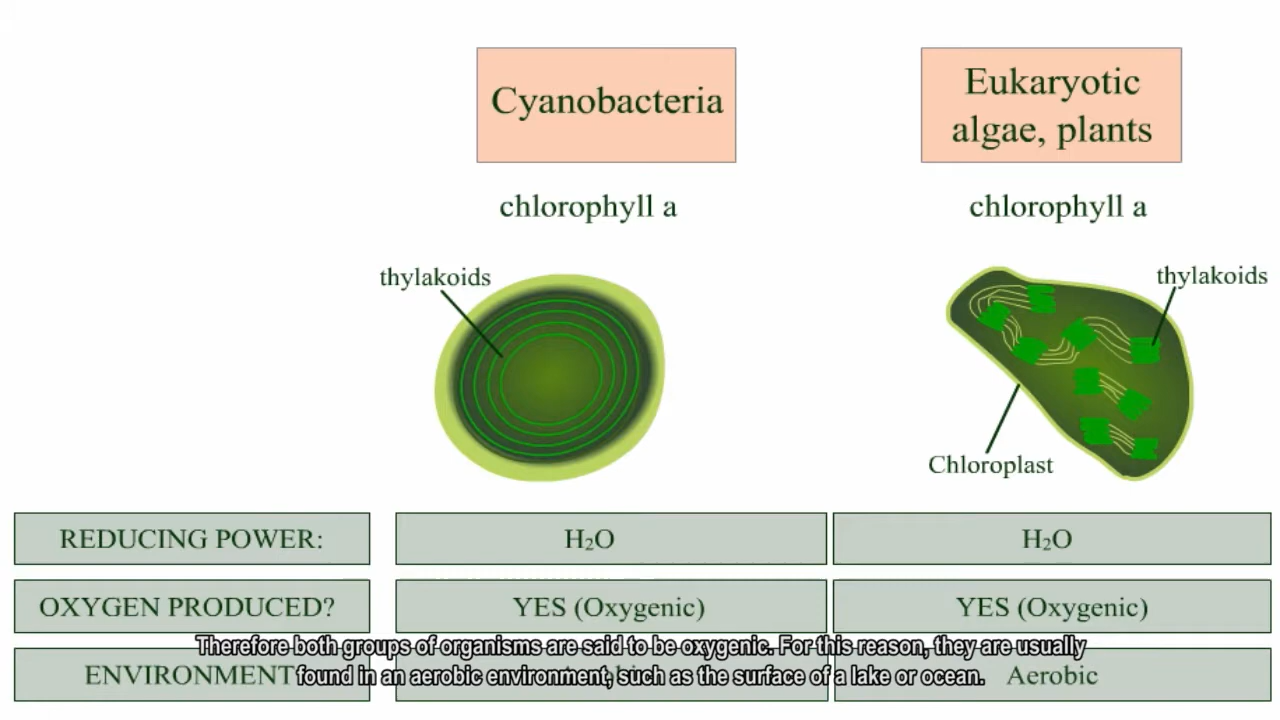 Cyanobacteria
Eukaryotic
algae, plants
chlorophyll a
chlorophyll a
thylakoids
thylakoids
Chloroplast
REDUCING POWER:
H₂O
H₂O
OXYGEN PRODUCED?
YES (Oxygenic)
YES (Oxygenic)
Therefore both groups of organisms are said to be oxygenic. For this reason, they are usually
found in an aerobic environment, such as the surface of a lake or ocean.
ENVIRONMENT
Aerobic